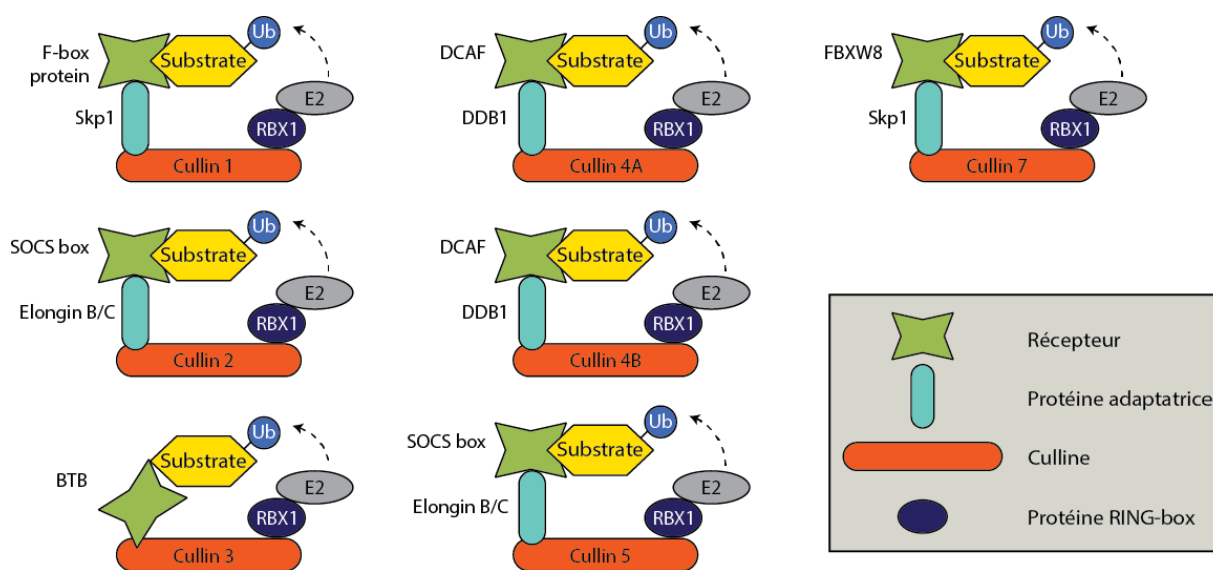 F-box
protein
Substrate
Ub
E2
Skp1
RBX1
Cullin 1
DCAF
Substrate
Ub
E2
DDB1
RBX1
Cullin 4A
FBXW8
Substrate
Ub
E2
Skp1
RBX1
Cullin 7
SOCS box
Substrate
Ub
E2
Elongin B/C
RBX1
Cullin 2
DCAF
Substrate
Ub
E2
DDB1
RBX1
Cullin 4B
BTB
Substrate
Ub
E2
RBX1
Cullin 3
SOCS box
Substrate
Ub
E2
Elongin B/C
RBX1
Cullin 5
Récepteur
Protéine adaptatrice
Culline
Protéine RING-box